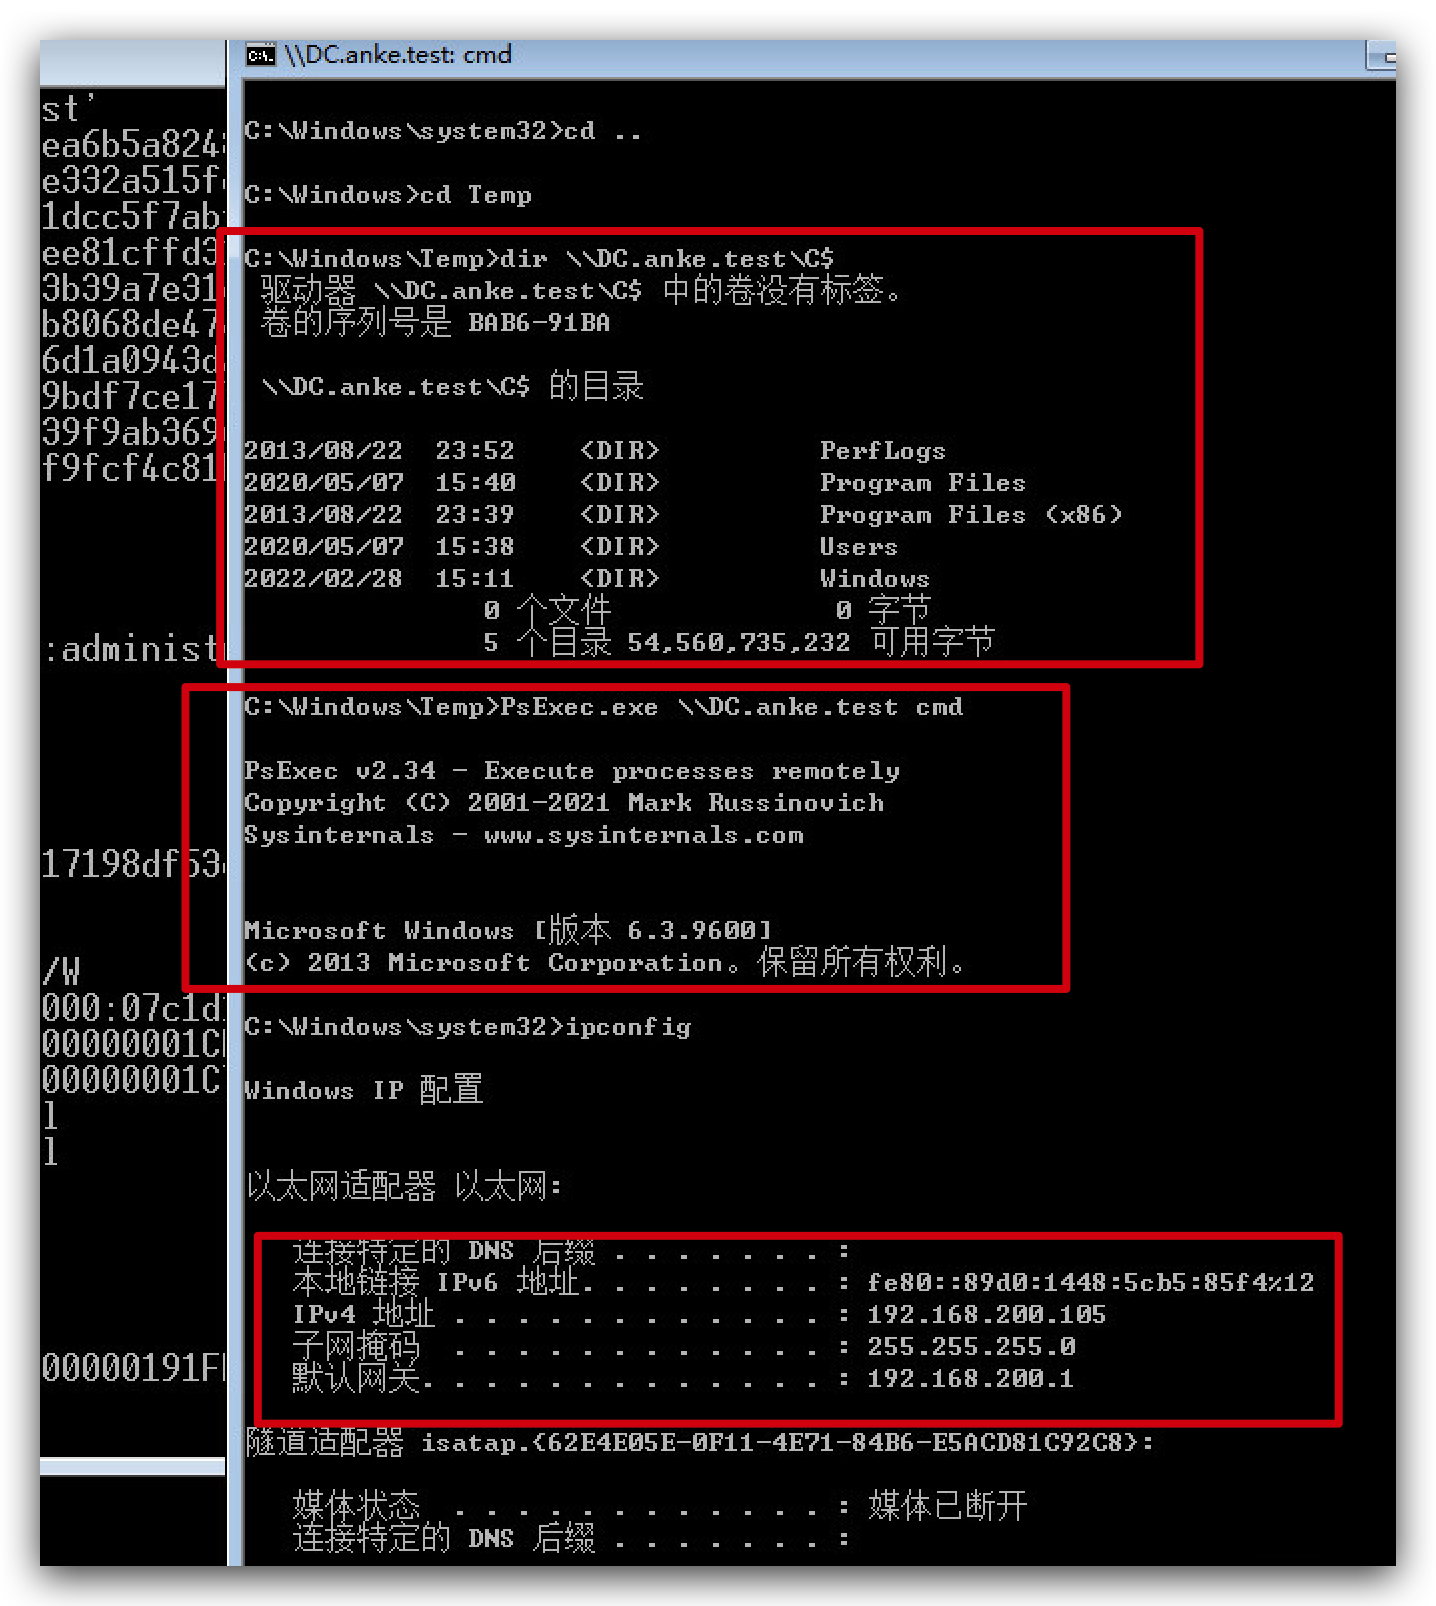 \\DC.anke.test: cmd
st'
ea6b5a824
e332a515f
1dcc5f7ab
ee81cffd3
3b39a7e31
b8068de47
6d1a0943d
9bdf7ce17
39f9ab369
f9fcf4c81
:administ
17198df53
/W
000:07c1d
00000001C
00000001C
l
l
00000191F
C:\Windows\system32>cd ..
C:\Windows>cd Temp
C:\Windows\Temp>dir \\DC.anke.test\C$
驱动器 \\DC.anke.test\C$ 中的卷没有标签。
卷的序列号是 BAB6-91BA
\\DC.anke.test\C$ 的目录
2013/08/22 23:52 <DIR> PerfLogs
2020/05/07 15:40 <DIR> Program Files
2013/08/22 23:39 <DIR> Program Files (x86)
2020/05/07 15:38 <DIR> Users
2022/02/28 15:11 <DIR> Windows
0 个文件 0 字节
5 个目录 54,560,735,232 可用字节
C:\Windows\Temp>PsExec.exe \\DC.anke.test cmd
PsExec v2.34 - Execute processes remotely
Copyright (C) 2001-2021 Mark Russinovich
Sysinternals - www.sysinternals.com
Microsoft Windows [版本 6.3.9600]
(c) 2013 Microsoft Corporation。保留所有权利。
C:\Windows\system32>ipconfig
Windows IP 配置
以太网适配器 以太网:
连接特定的 DNS 后缀 . . . . . . . :
本地链接 IPv6 地址. . . . . . . . : fe80::89d0:1448:5cb5:85f4%12
IPv4 地址 . . . . . . . . . . . . : 192.168.200.105
子网掩码 . . . . . . . . . . . . : 255.255.255.0
默认网关. . . . . . . . . . . . . : 192.168.200.1
隧道适配器 isatap.{62E4E05E-0F11-4E71-84B6-E5ACD81C92C8}:
媒体状态 . . . . . . . . . . . . : 媒体已断开
连接特定的 DNS 后缀 . . . . . . . :